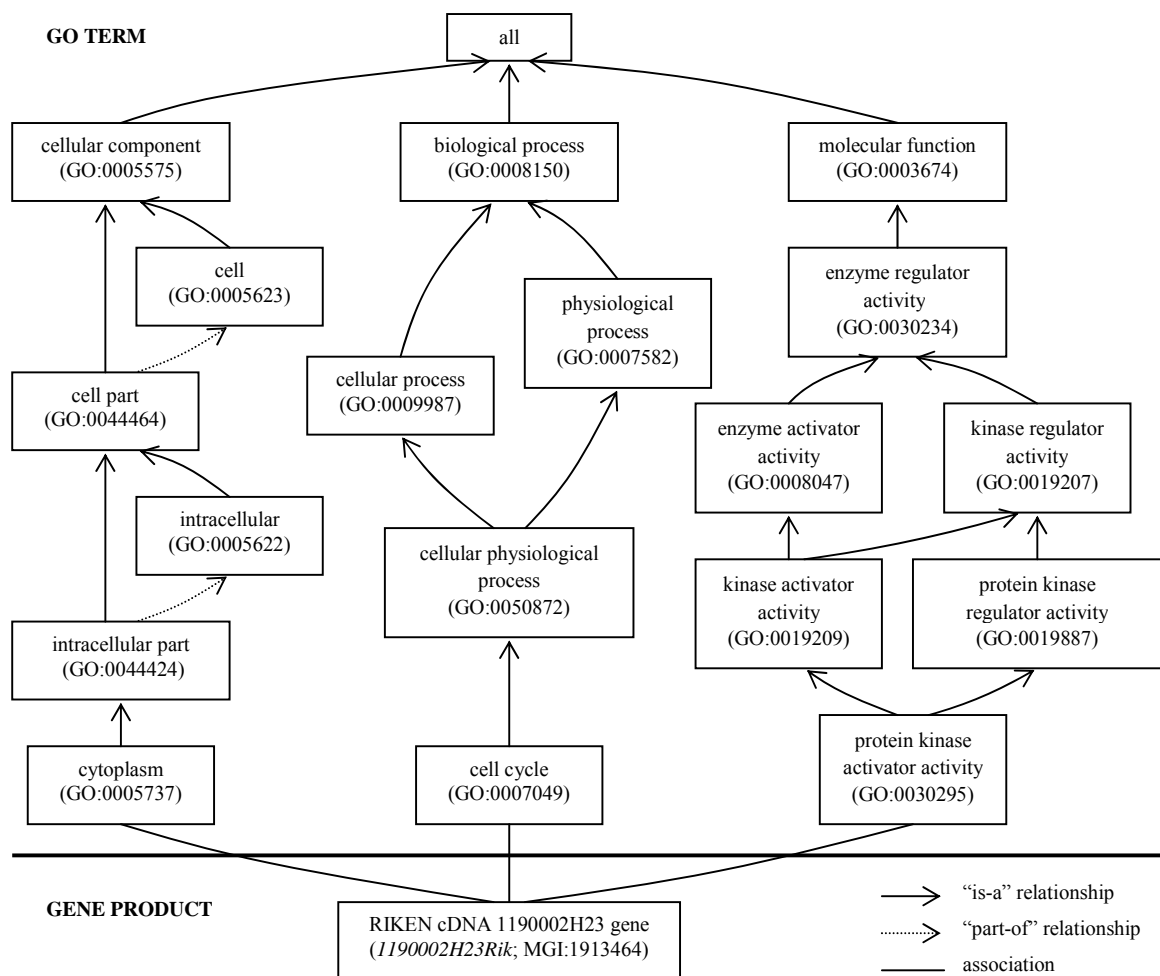 GO TERM
all
cellular component
(GO:0005575)
biological process
(GO:0008150)
molecular function
(GO:0003674)
cell
(GO:0005623)
physiological
process
(GO:0007582)
enzyme regulator
activity
(GO:0030234)
cell part
(GO:0044464)
cellular process
(GO:0009987)
enzyme activator
activity
(GO:0008047)
kinase regulator
activity
(GO:0019207)
intracellular
(GO:0005622)
cellular physiological
process
(GO:0050872)
kinase activator
activity
(GO:0019209)
protein kinase
regulator activity
(GO:0019887)
intracellular part
(GO:0044424)
cytoplasm
(GO:0005737)
cell cycle
(GO:0007049)
protein kinase
activator activity
(GO:0030295)
GENE PRODUCT
RIKEN cDNA 1190002H23 gene
(1190002H23Rik; MGI:1913464)
“is-a” relationship
“part-of” relationship
association